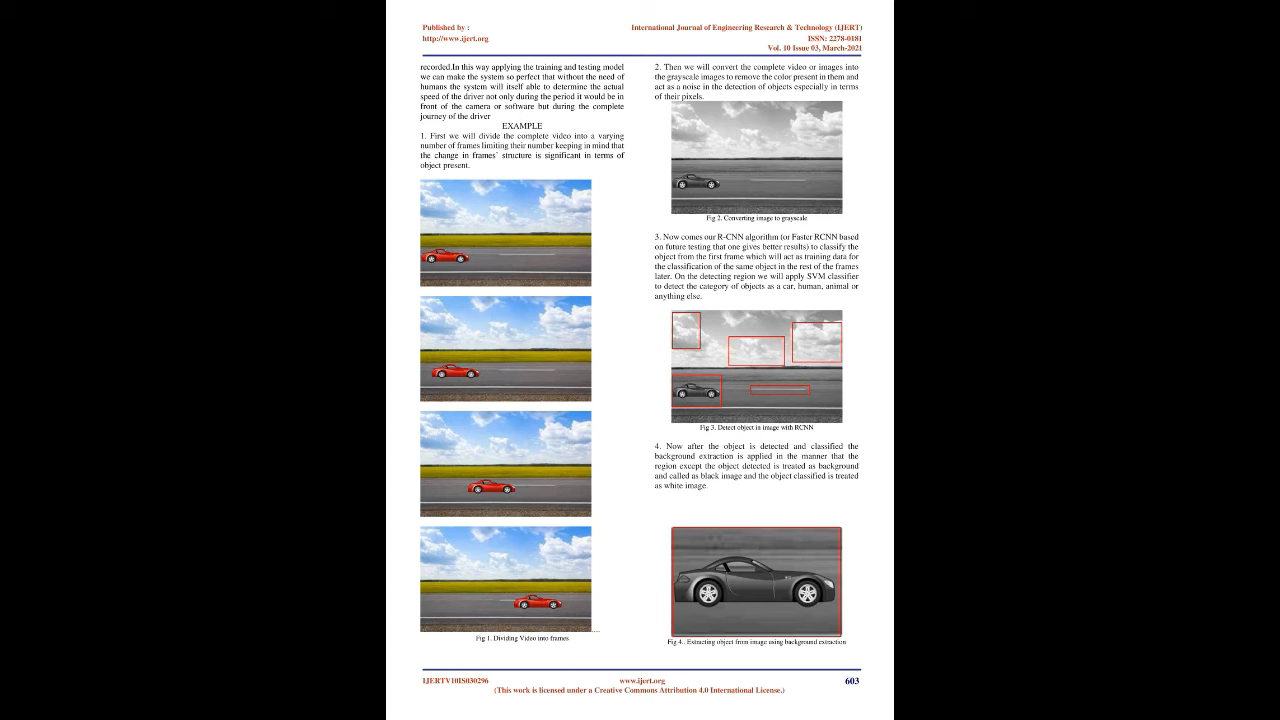 Published by :
http://www.ijert.org
International Journal of Engineering Research & Technology (IJERT)
ISSN: 2278-0181
Vol. 10 Issue 03, March-2021
recorded.In this way applying the training and testing model
we can make the system so perfect that without the need of
humans the system will itself able to determine the actual
speed of the driver not only during the period it would be in
front of the camera or software but during the complete
journey of the driver
EXAMPLE
1. First we will divide the complete video into a varying
number of frames limiting their number keeping in mind that
the change in frames' structure is significant in terms of
object present.
.....
Fig 1. Dividing Video into frames
2. Then we will convert the complete video or images into
the grayscale images to remove the color present in them and
act as a noise in the detection of objects especially in terms
of their pixels.
Fig 2. Converting image to grayscale
3. Now comes our R-CNN algorithm (or Faster RCNN based
on future testing that one gives better results) to classify the
object from the first frame which will act as training data for
the classification of the same object in the rest of the frames
later. On the detecting region we will apply SVM classifier
to detect the category of objects as a car, human, animal or
anything else.
Fig 3. Detect object in image with RCNN
4. Now after the object is detected and classified the
background extraction is applied in the manner that the
region except the object detected is treated as background
and called as black image and the object classified is treated
as white image.
Fig 4.. Extracting object from image using background extraction
IJERTV10IS030296
www.ijert.org
603
(This work is licensed under a Creative Commons Attribution 4.0 International License.)